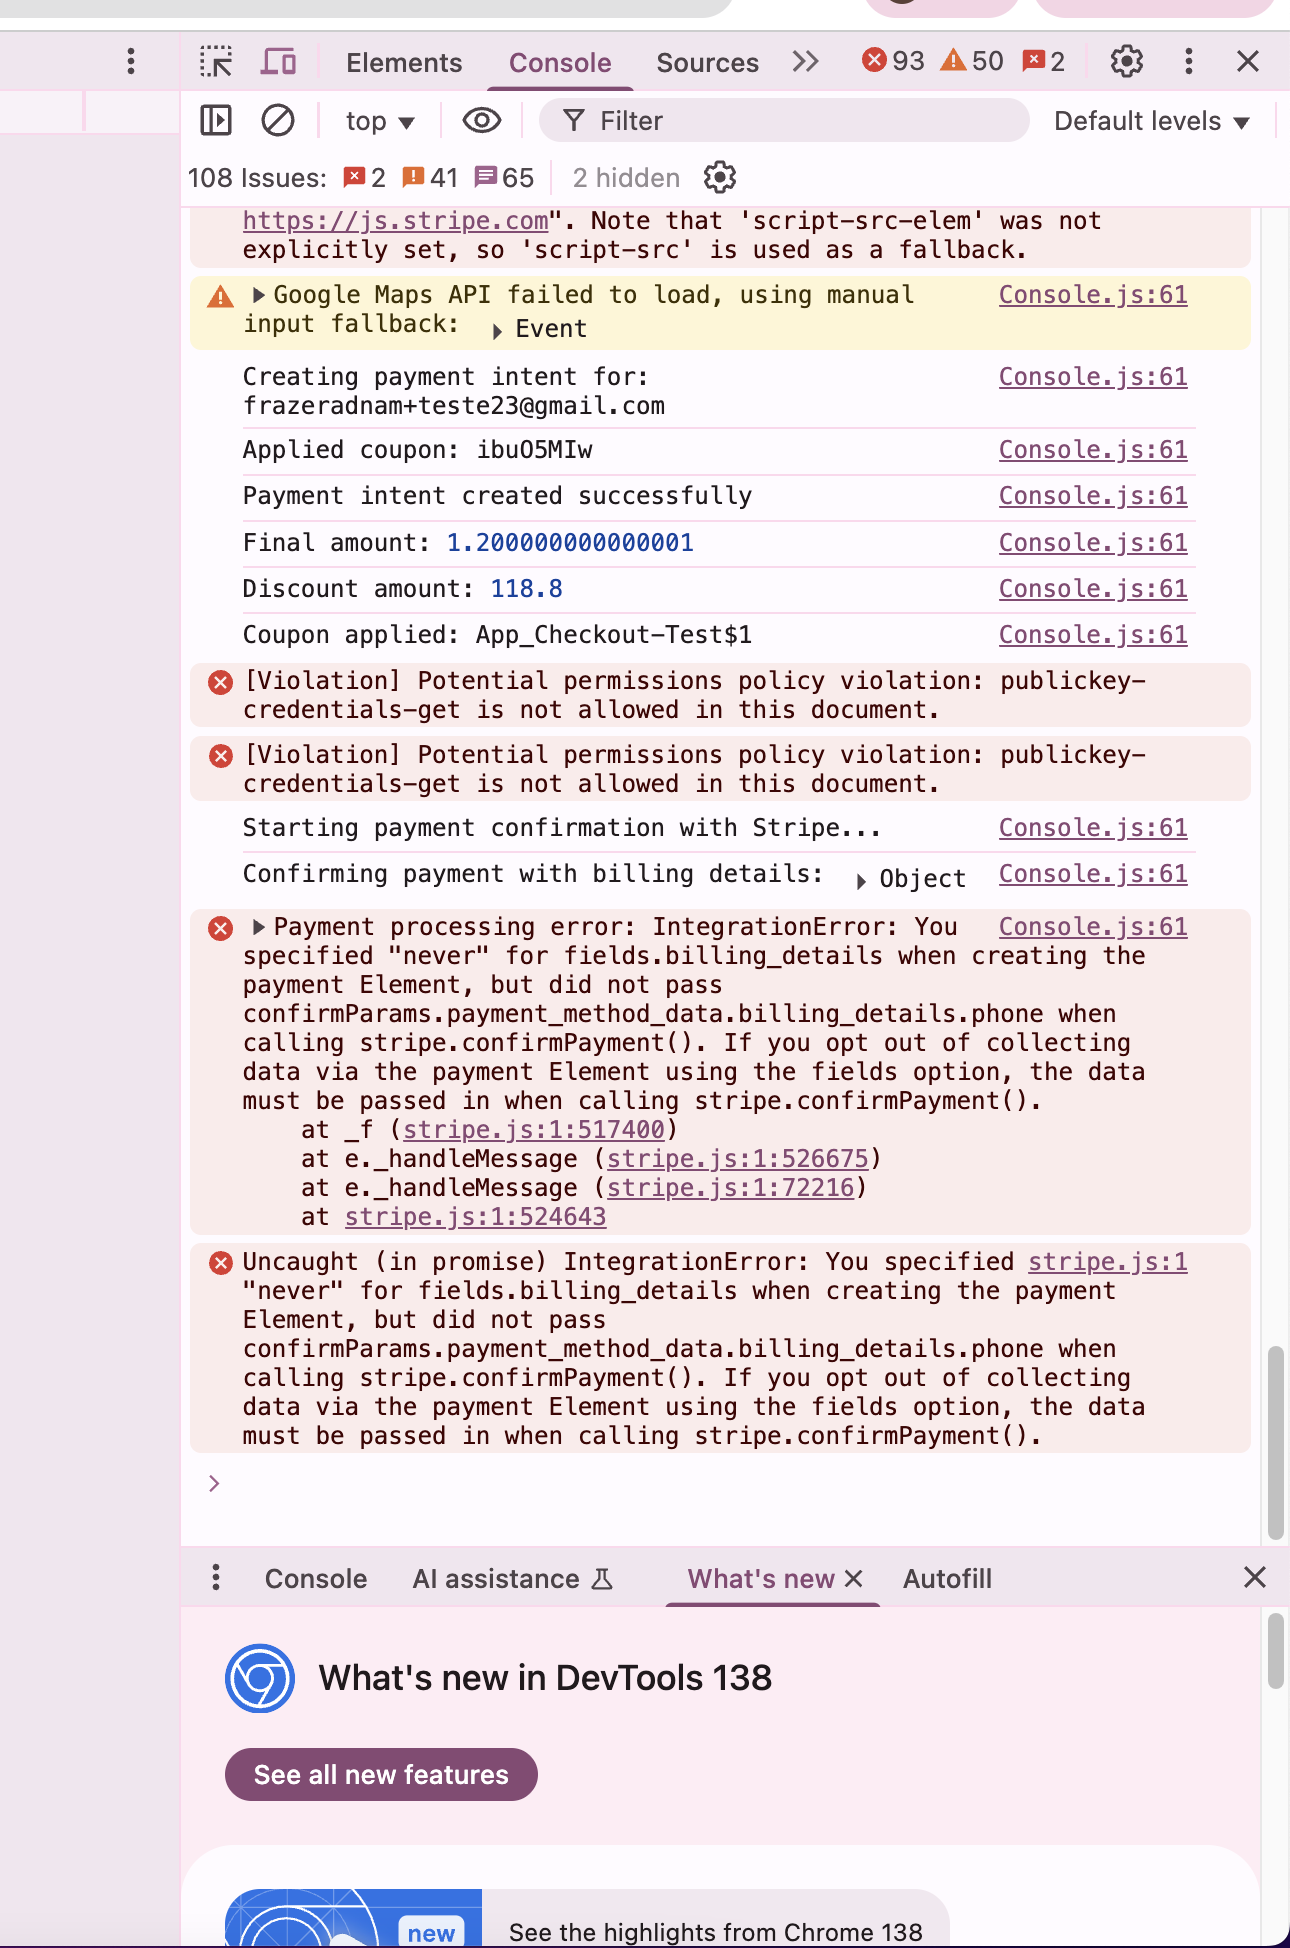 Elements Console Sources 93 50 2
top Filter Default levels
108 Issues: 2 41 65 2 hidden
https://js.stripe.com". Note that 'script-src-elem' was not
explicitly set, so 'script-src' is used as a fallback.
Google Maps API failed to load, using manual Console.js:61
input fallback: Event
Creating payment intent for: Console.js:61
frazeradnam+teste23@gmail.com
Applied coupon: ibuO5MIw Console.js:61
Payment intent created successfully Console.js:61
Final amount: 1.200000000000001 Console.js:61
Discount amount: 118.8 Console.js:61
Coupon applied: App_Checkout-Test$1 Console.js:61
[Violation] Potential permissions policy violation: publickey-
credentials-get is not allowed in this document.
[Violation] Potential permissions policy violation: publickey-
credentials-get is not allowed in this document.
Starting payment confirmation with Stripe... Console.js:61
Confirming payment with billing details: Object Console.js:61
Payment processing error: IntegrationError: You Console.js:61
specified "never" for fields.billing_details when creating the
payment Element, but did not pass
confirmParams.payment_method_data.billing_details.phone when
calling stripe.confirmPayment(). If you opt out of collecting
data via the payment Element using the fields option, the data
must be passed in when calling stripe.confirmPayment().
at _f (stripe.js:1:517400)
at e._handleMessage (stripe.js:1:526675)
at e._handleMessage (stripe.js:1:72216)
at stripe.js:1:524643
Uncaught (in promise) IntegrationError: You specified stripe.js:1
"never" for fields.billing_details when creating the payment
Element, but did not pass
confirmParams.payment_method_data.billing_details.phone when
calling stripe.confirmPayment(). If you opt out of collecting
data via the payment Element using the fields option, the data
must be passed in when calling stripe.confirmPayment().
Console AI assistance What's new Autofill
What's new in DevTools 138
See all new features
new See the highlights from Chrome 138